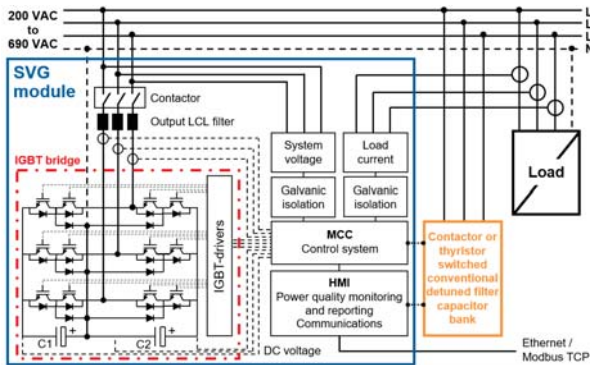 200 VAC
to
690 VAC
SVG
module
Contactor
Output LCL filter
IGBT bridge
System
voltage
Load
current
Galvanic
isolation
Galvanic
isolation
IGBT-drivers
MCC
Control system
HMI
Power quality monitoring
and reporting
Communications
Contactor or
thyristor
switched
conventional
detuned filter
capacitor
bank
Load
C1
+
C2
+
DC voltage
Ethernet /
Modbus TCP